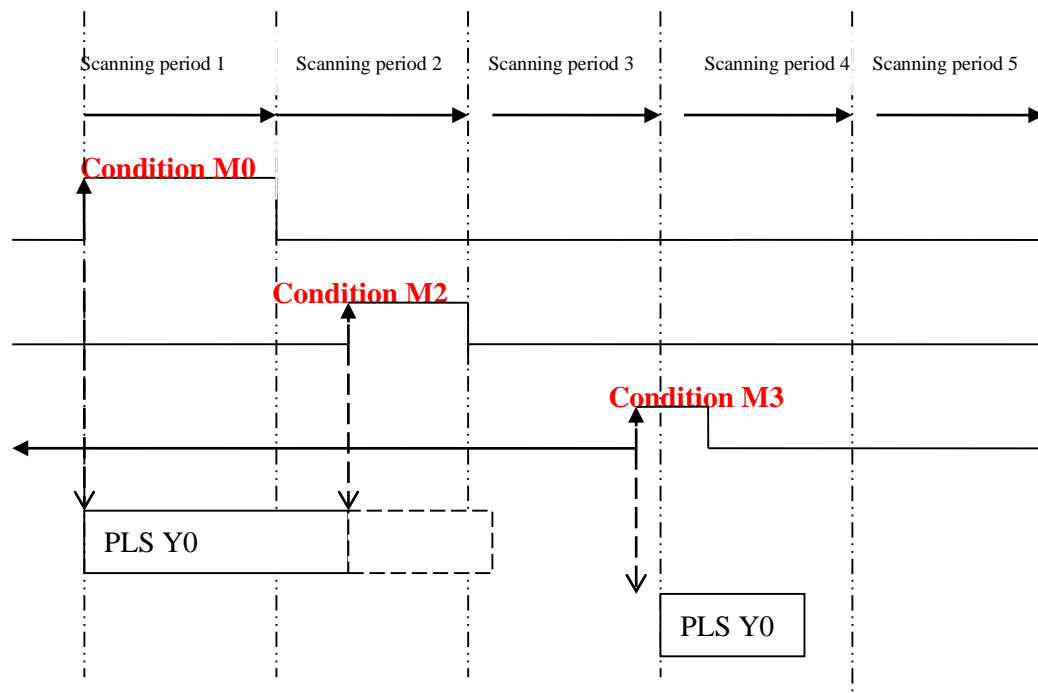 Scanning period 1
Scanning period 2
Scanning period 3
Scanning period 4
Scanning period 5
Condition M0
Condition M2
Condition M3
PLS Y0
PLS Y0